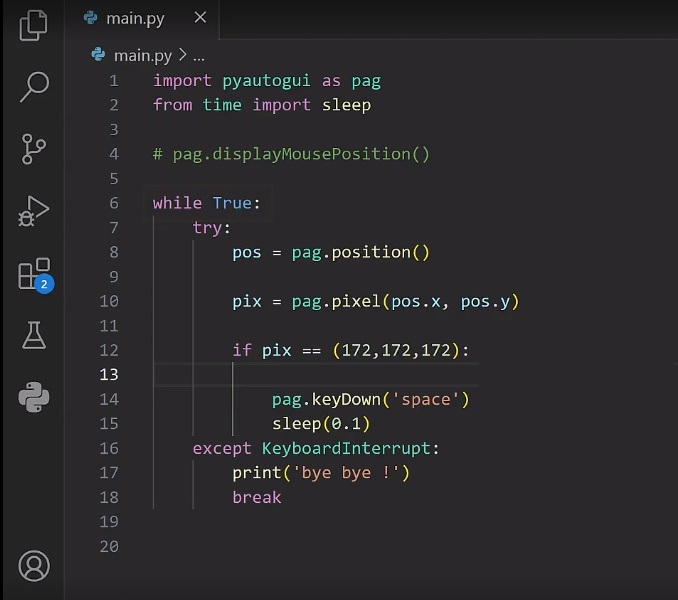 main.py
main.py > ...
1 import pyautogui as pag
2 from time import sleep
3
4 # pag.displayMousePosition()
5
6 while True:
7     try:
8         pos = pag.position()
9
10         pix = pag.pixel(pos.x, pos.y)
11
12         if pix == (172,172,172):
13
14             pag.keyDown('space')
15             sleep(0.1)
16     except KeyboardInterrupt:
17         print('bye bye !')
18         break
19
20
2